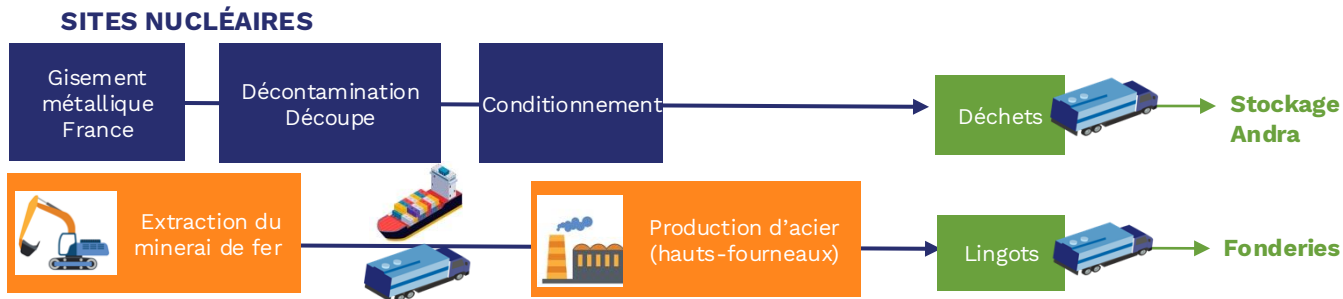 SITES NUCLÉAIRES
Gisement
métallique
France
Décontamination
Découpe
Conditionnement
Déchets
Stockage
Andra
Extraction du
minerai de fer
Production d'acier
(hauts-fourneaux)
Lingots
Fonderies